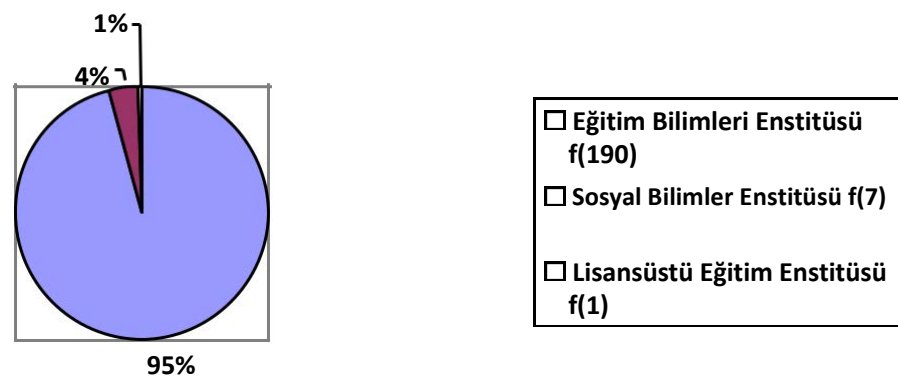 1%
4%
95%
Eğitim Bilimleri Enstitüsü
f(190)
Sosyal Bilimler Enstitüsü f(7)
Lisansüstü Eğitim Enstitüsü
f(1)